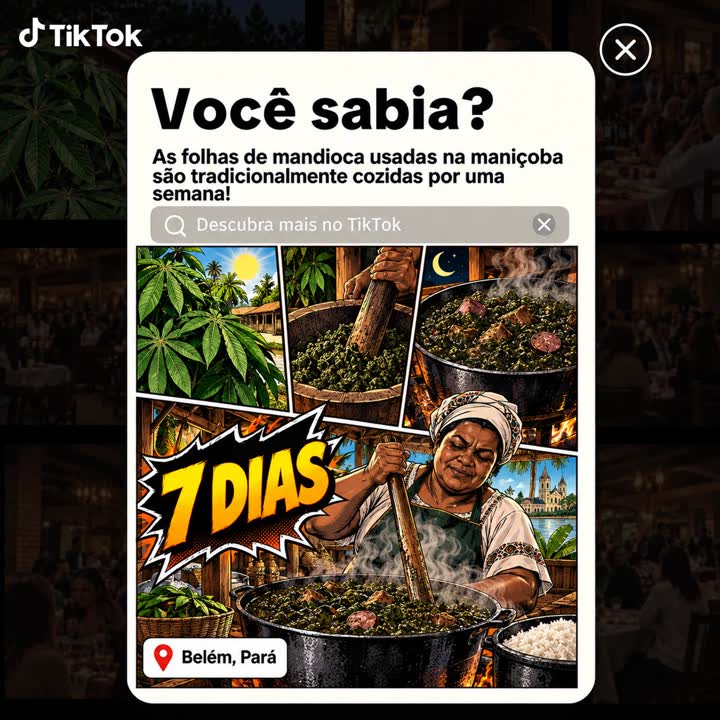 TikTok
Você sabia?
As folhas de mandioca usadas na maniçoba
são tradicionalmente cozidas por uma
semana!
Descubra mais no TikTok
7 DIAS
Belém, Pará